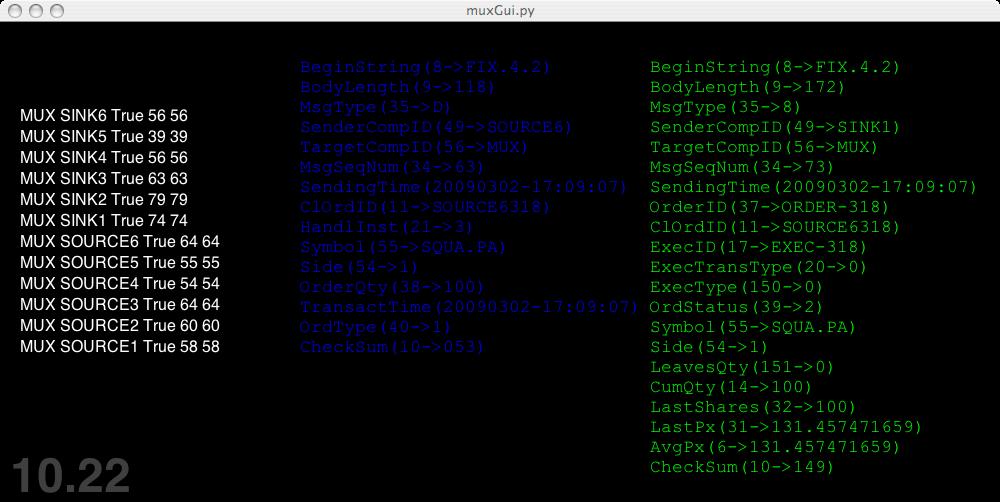 muxGui.py
MUX SINK6 True 56 56
MUX SINK5 True 39 39
MUX SINK4 True 56 56
MUX SINK3 True 63 63
MUX SINK2 True 79 79
MUX SINK1 True 74 74
MUX SOURCE6 True 64 64
MUX SOURCE5 True 55 55
MUX SOURCE4 True 54 54
MUX SOURCE3 True 64 64
MUX SOURCE2 True 60 60
MUX SOURCE1 True 58 58
10.22
BeginString(8->FIX.4.2)
BodyLength(9->118)
MsgType(35->D)
SenderCompID(49->SOURCE6)
TargetCompID(56->MUX)
MsgSeqNum(34->63)
SendingTime(20090302-17:09:07)
ClOrdID(11->SOURCE6318)
HandlInst(21->3)
Symbol(55->SQUA.PA)
Side(54->1)
OrderQty(38->100)
TransactTime(20090302-17:09:07)
OrdType(40->1)
CheckSum(10->053)
BeginString(8->FIX.4.2)
BodyLength(9->172)
MsgType(35->8)
SenderCompID(49->SINK1)
TargetCompID(56->MUX)
MsgSeqNum(34->73)
SendingTime(20090302-17:09:07)
OrderID(37->ORDER-318)
ClOrdID(11->SOURCE6318)
ExecID(17->EXEC-318)
ExecTransType(20->0)
ExecType(150->0)
OrdStatus(39->2)
Symbol(55->SQUA.PA)
Side(54->1)
LeavesQty(151->0)
CumQty(14->100)
LastShares(32->100)
LastPx(31->131.457471659)
AvgPx(6->131.457471659)
CheckSum(10->149)